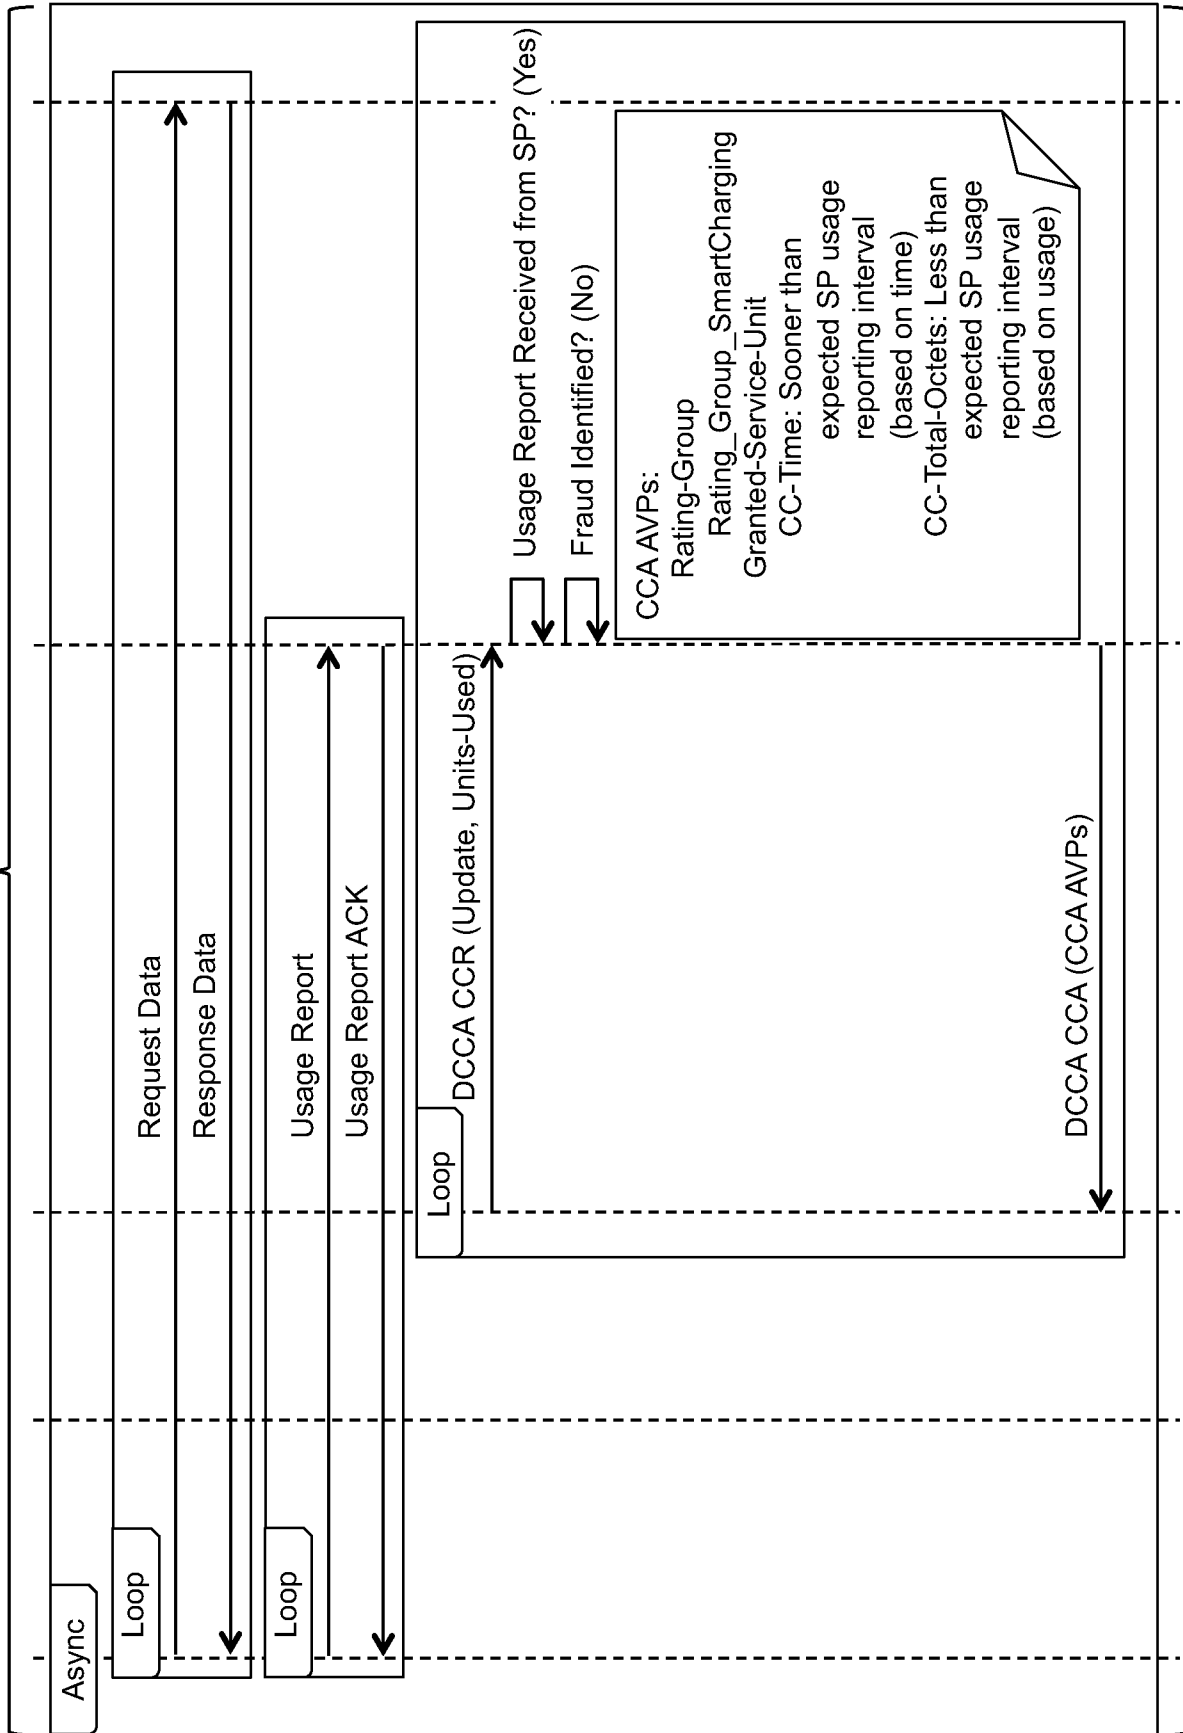 Async
Loop
Request Data
Response Data
Loop
Usage Report
Usage Report ACK
Loop
DCCA CCR (Update, Units-Used)
Usage Report Received from SP? (Yes)
Fraud Identified? (No)
CCA AVPs:
Rating-Group
Rating_Group_SmartCharging
Granted-Service-Unit
CC-Time: Sooner than
expected SP usage
reporting interval
(based on time)
CC-Total-Octets: Less than
expected SP usage
reporting interval
(based on usage)
DCCA CCA (CCA AVPs)